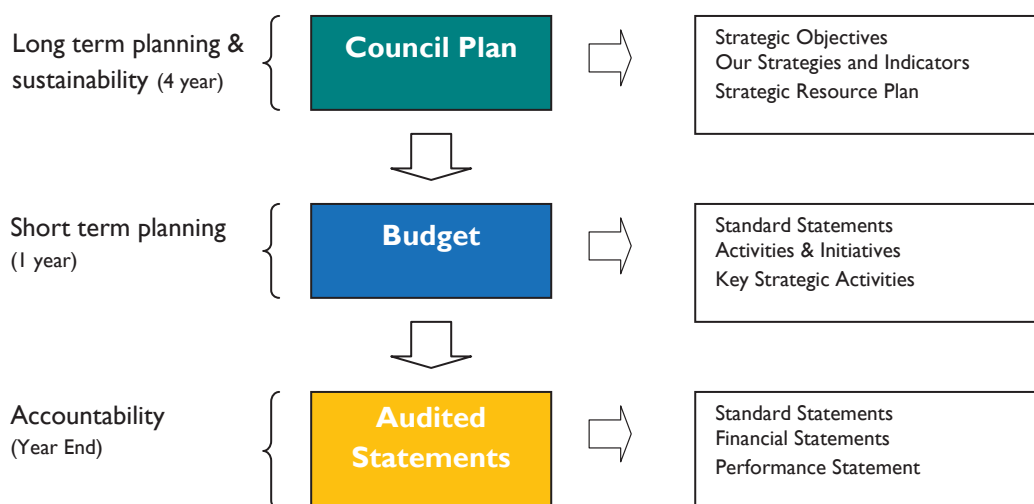 Long term planning &
sustainability (4 year)
Council Plan
Strategic Objectives
Our Strategies and Indicators
Strategic Resource Plan
Short term planning
(1 year)
Budget
Standard Statements
Activities & Initiatives
Key Strategic Activities
Accountability
(Year End)
Audited
Statements
Standard Statements
Financial Statements
Performance Statement